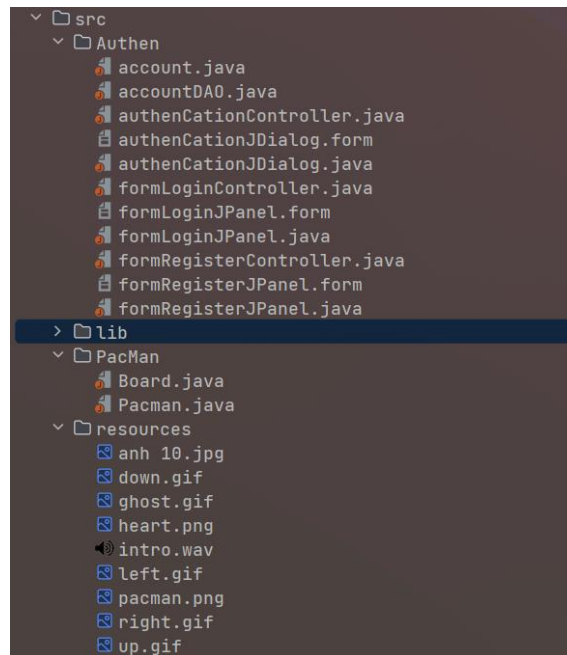 src
Authen
account.java
accountDAO.java
authenCationController.java
authenCationJDialog.form
authenCationJDialog.java
formLoginController.java
formLoginJPanel.form
formLoginJPanel.java
formRegisterController.java
formRegisterJPanel.form
formRegisterJPanel.java
lib
PacMan
Board.java
Pacman.java
resources
anh 10.jpg
down.gif
ghost.gif
heart.png
intro.wav
left.gif
pacman.png
right.gif
up.gif